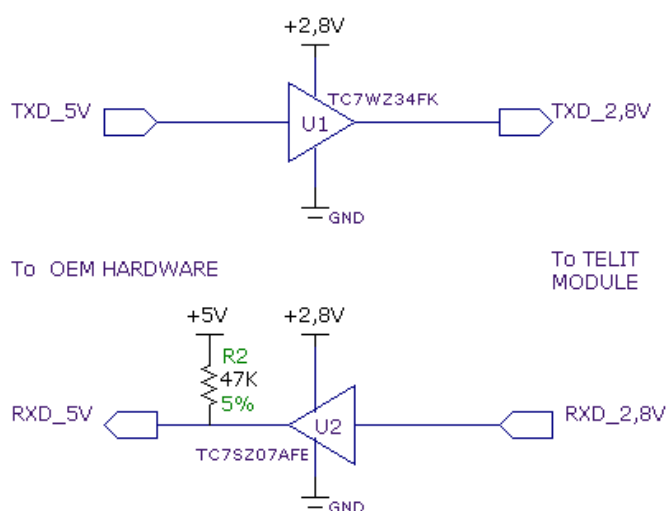 +2,8V
TXD_5V
TC7WZ34FK
TXD_2,8V
U1
GND
To OEM HARDWARE
To TELIT
MODULE
+5V
+2,8V
R2
47K
5%
RXD_5V
U2
RXD_2,8V
TC7SZ07AFE
GND